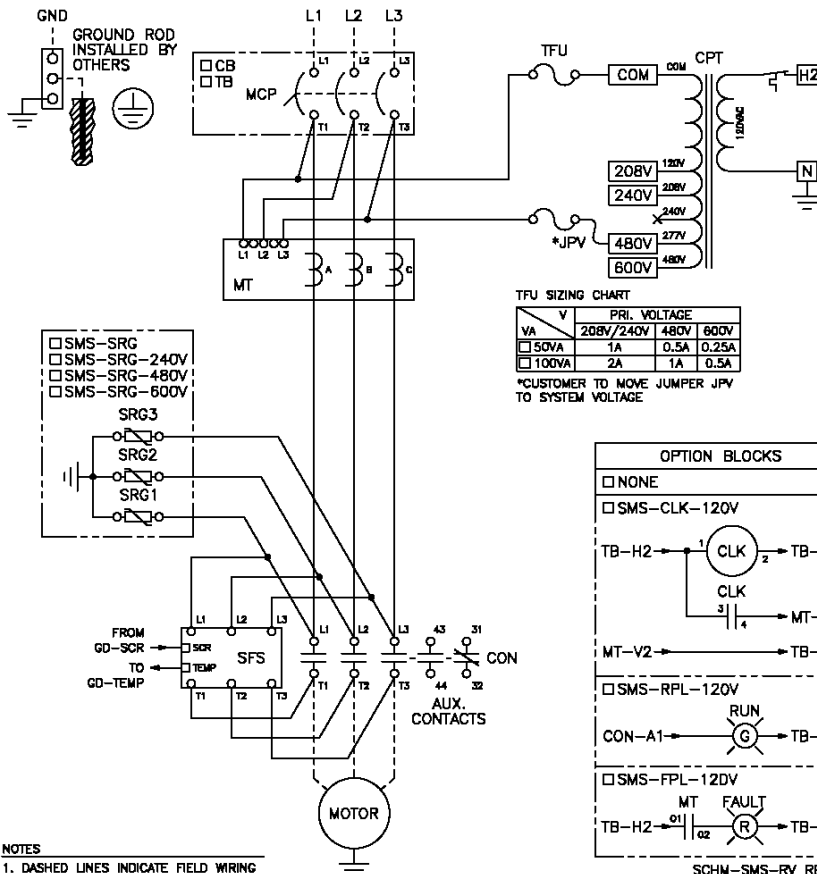 GND
GROUND ROD
INSTALLED BY
OTHERS
L1 L2 L3
CB
TB
MCP
L1 L2 L3
T1 T2 T3
TFU
COM COM
CPT
120VAC
H2
N
208V 120V
240V 208V
240V
480V 277V
600V 480V
*JPV
L1 L2 L3
MT
A B C
TFU SIZING CHART
V PRI. VOLTAGE
VA 208V/240V 480V 600V
50VA 1A 0.5A 0.25A
100VA 2A 1A 0.5A
*CUSTOMER TO MOVE JUMPER JPV
TO SYSTEM VOLTAGE
SMS-SRG
SMS-SRG-240V
SMS-SRG-480V
SMS-SRG-600V
SRG3
SRG2
SRG1
OPTION BLOCKS
NONE
SMS-CLK-120V
TB-H2 1 CLK 2 TB-
CLK
3 4 MT-
MT-V2 TB-
SMS-RPL-120V
RUN
CON-A1 G TB-
SMS-FPL-120V
MT FAULT
TB-H2 01 02 R TB-
L1 L2 L3
FROM
GD-SCR SCR
SFS
TO
GD-TEMP TEMP
T1 T2 T3
L1 L2 L3 43 31
CON
T1 T2 T3 44 32
AUX.
CONTACTS
MOTOR
NOTES
1. DASHED LINES INDICATE FIELD WIRING
SCHM-SMS-RV